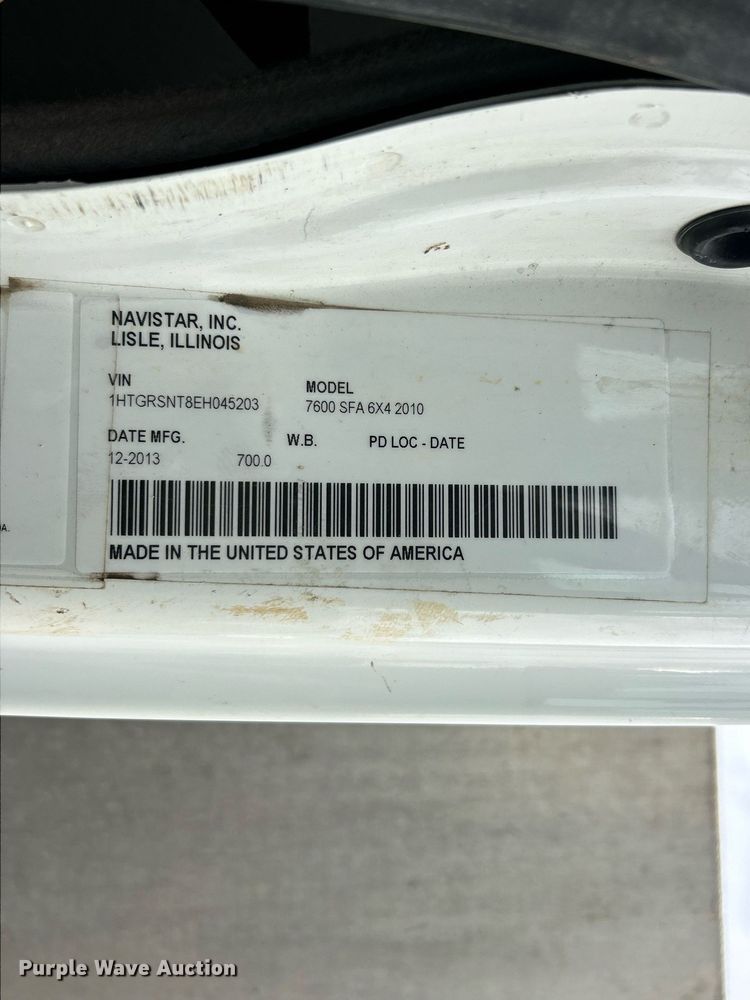 NAVISTAR, INC.
LISLE, ILLINOIS
VIN MODEL
1HTGRSNT8EH045203 7600 SFA 6X4 2010
DATE MFG. W.B. PD LOC - DATE
12-2013 700.0
A.
MADE IN THE UNITED STATES OF AMERICA
Purple Wave Auction